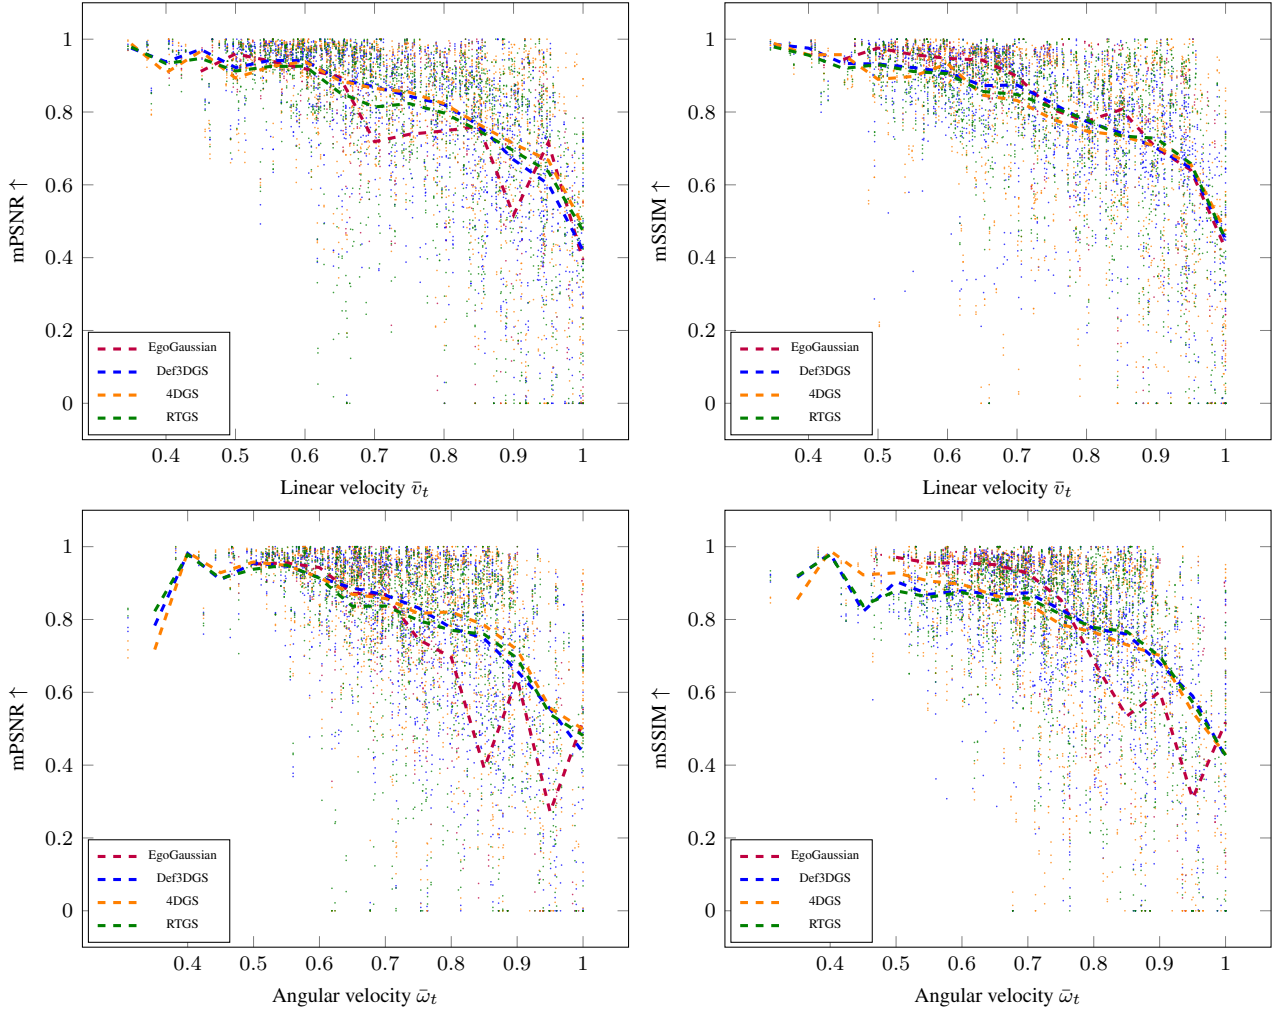 mPSNR ↑
1
0.8
0.6
0.4
0.2
0
EgoGaussian
Def3DGS
4DGS
RTGS
0.4 0.5 0.6 0.7 0.8 0.9 1
Linear velocity v̄ₜ
mSSIM ↑
1
0.8
0.6
0.4
0.2
0
EgoGaussian
Def3DGS
4DGS
RTGS
0.4 0.5 0.6 0.7 0.8 0.9 1
Linear velocity v̄ₜ
mPSNR ↑
1
0.8
0.6
0.4
0.2
0
EgoGaussian
Def3DGS
4DGS
RTGS
0.4 0.5 0.6 0.7 0.8 0.9 1
Angular velocity ω̄ₜ
mSSIM ↑
1
0.8
0.6
0.4
0.2
0
EgoGaussian
Def3DGS
4DGS
RTGS
0.4 0.5 0.6 0.7 0.8 0.9 1
Angular velocity ω̄ₜ